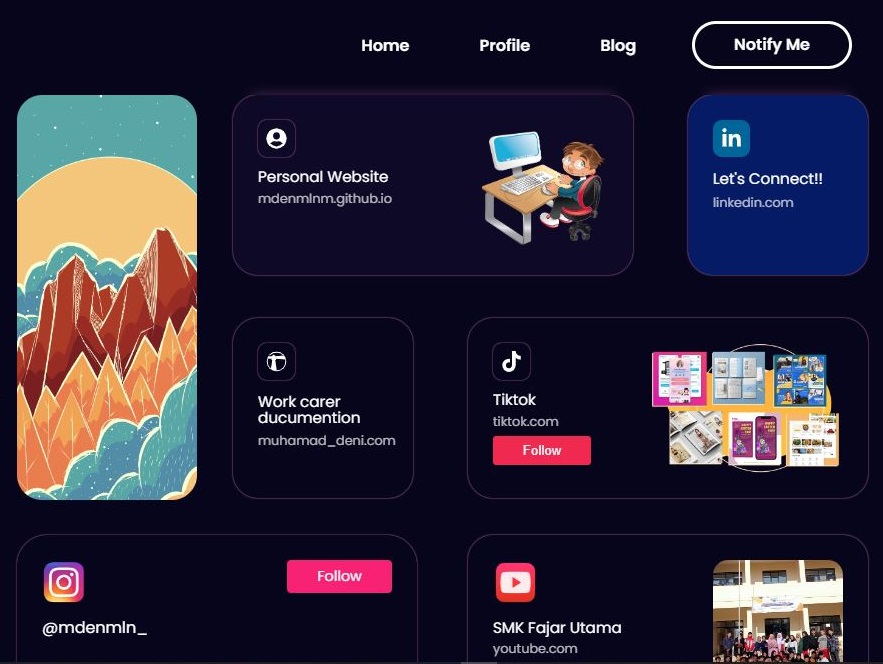 Home
Profile
Blog
Notify Me
Personal Website
mdenmlnm.github.io
in
Let's Connect!!
linkedin.com
Work carer
ducumention
muhamad_deni.com
Tiktok
tiktok.com
Follow
@mdenmln_
Follow
SMK Fajar Utama
youtube.com